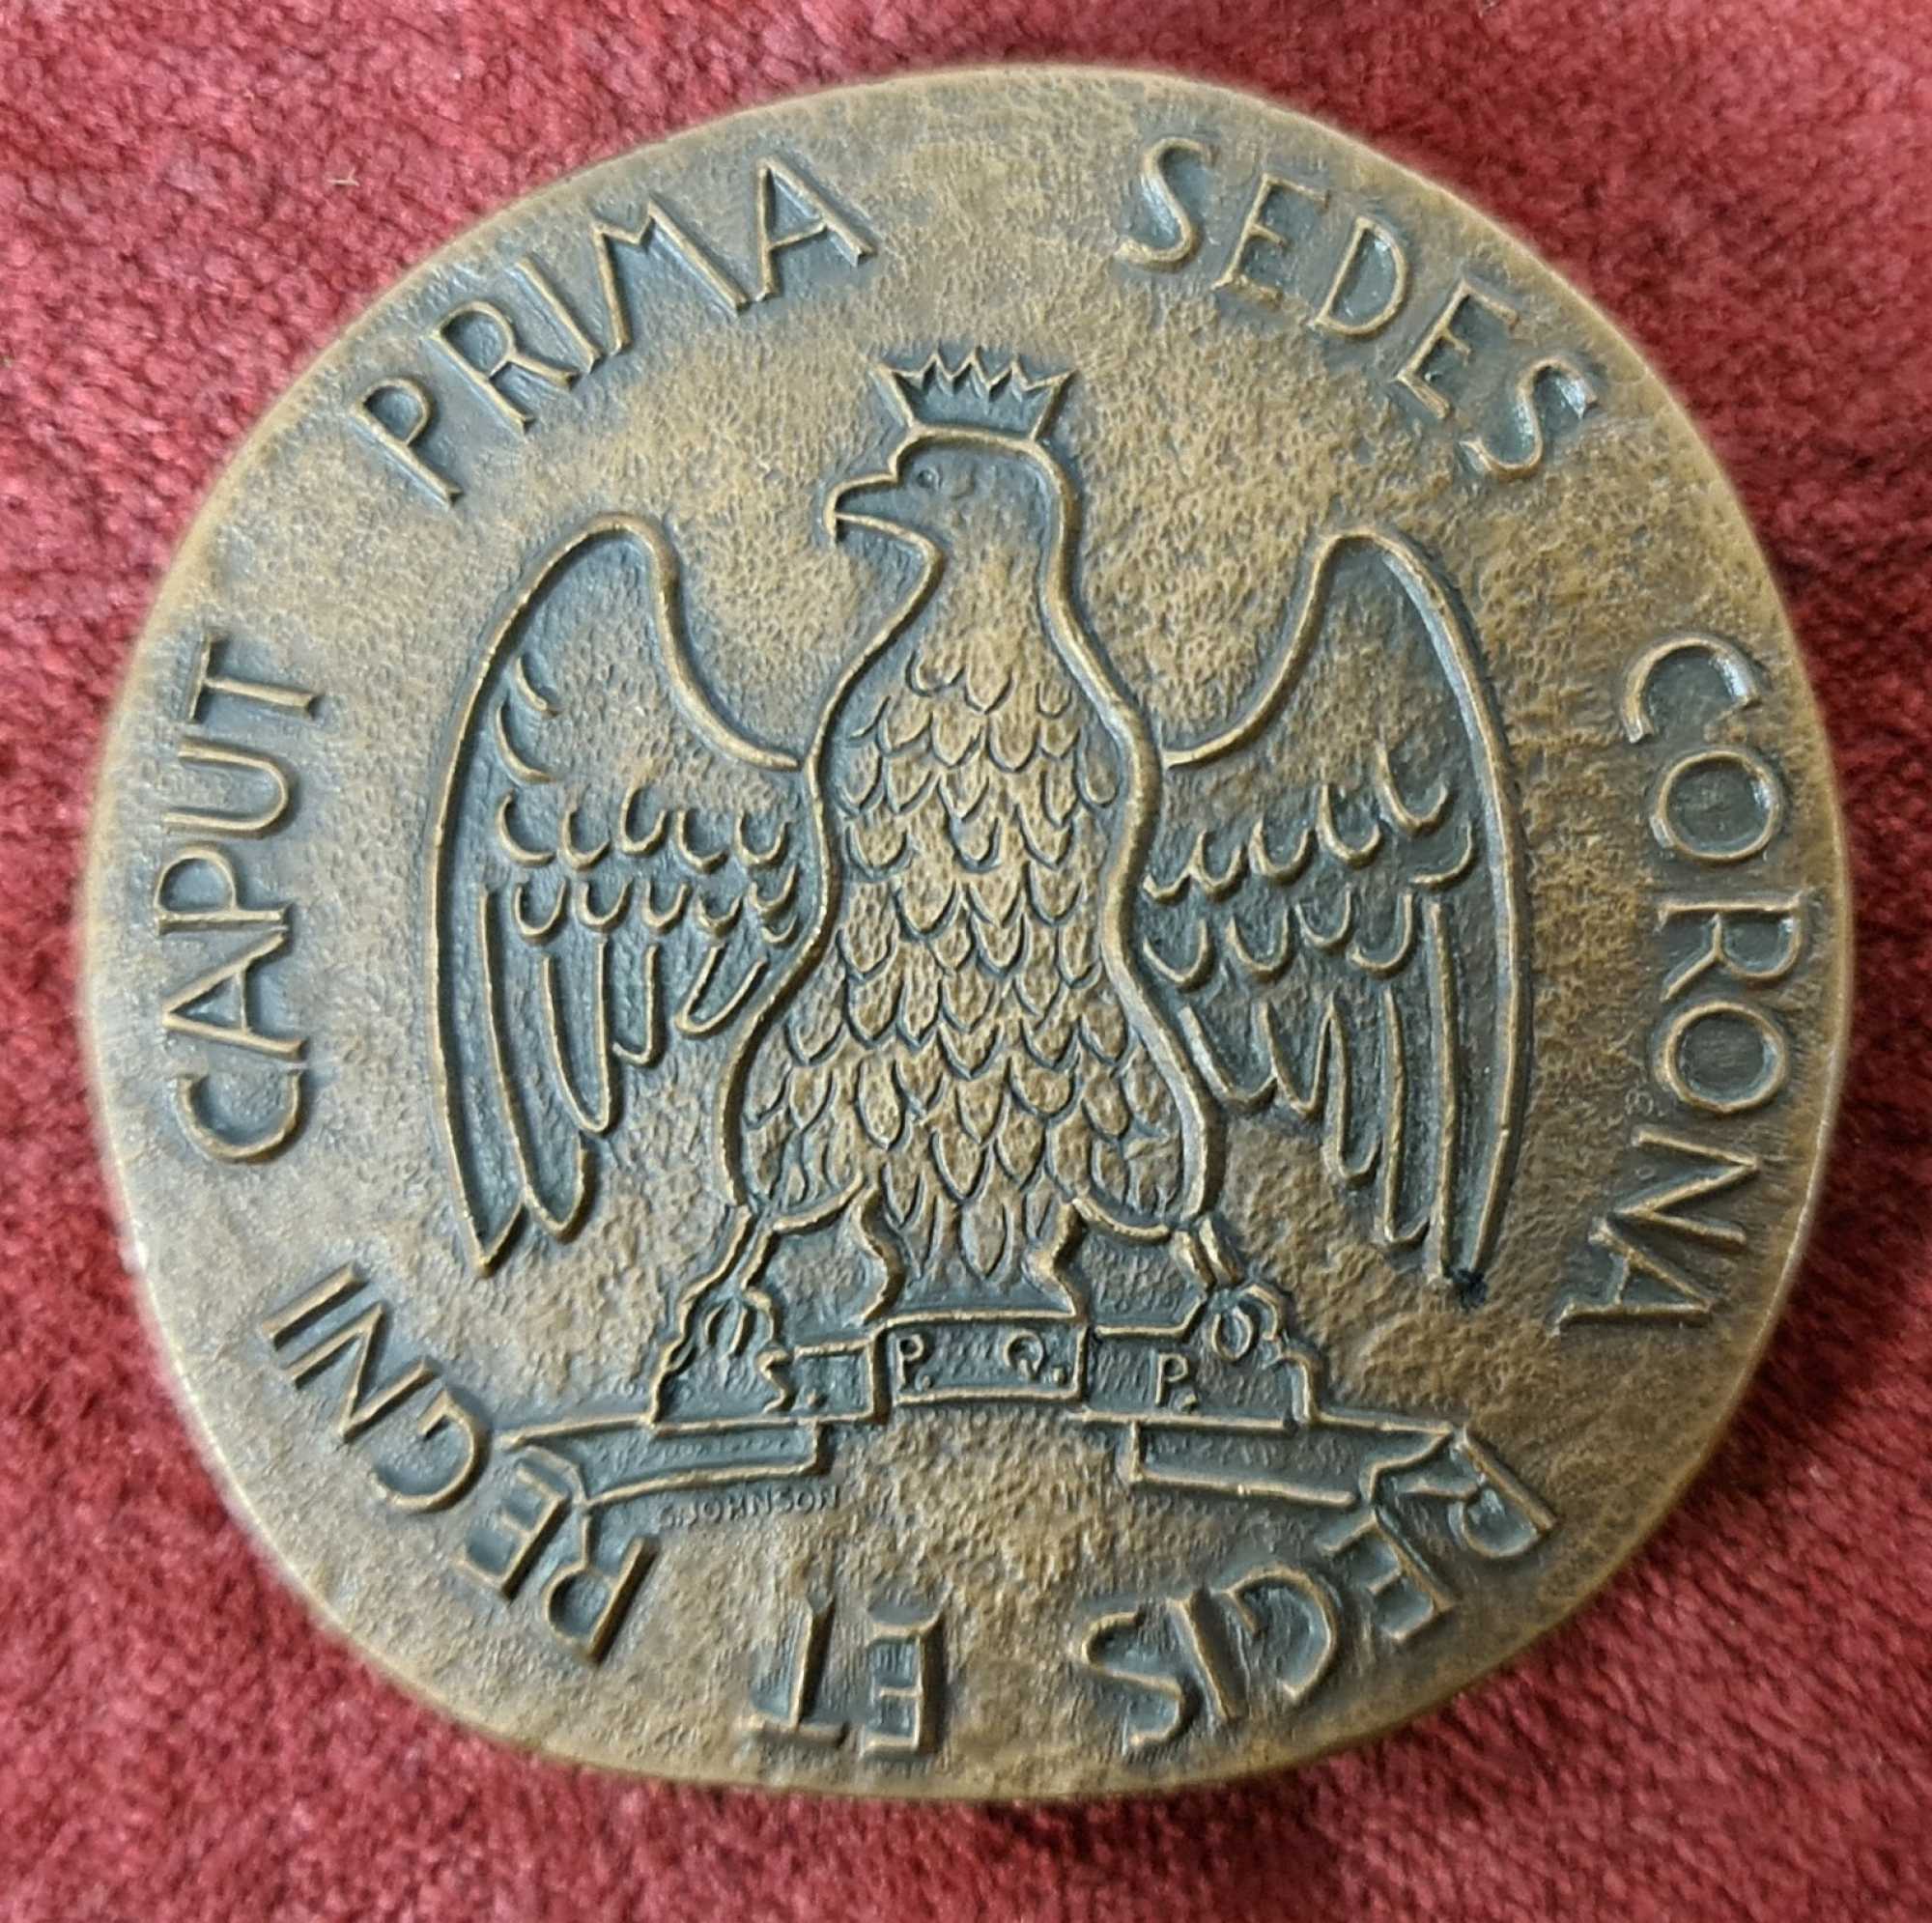 PRIMA SEDES CORONA REGIS ET REGNI CAPUT
S. P. Q. P.
S.JOHNSON